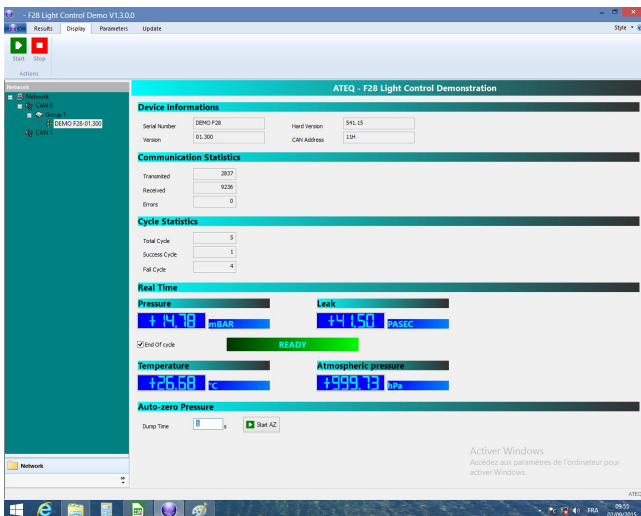 - F28 Light Control Demo V1.3.0.0
Results Display Parameters Update Style
Start Stop
Actions
Network
ATEQ - F28 Light Control Demonstration
Network
CAN 0
Group 1
DEMO F28-01.300
CAN 1
Device Informations
Serial Number DEMO F28 Hard Version 541.15
Version 01.300 CAN Address 11H
Communication Statistics
Transmited 2837
Received 9236
Errors 0
Cycle Statistics
Total Cycle 5
Success Cycle 1
Fail Cycle 4
Real Time
Pressure Leak
+14,78 mBAR +41,50 PASEC
End Of cycle READY
Temperature Atmospheric pressure
+26,68 °C +999,73 hPa
Auto-zero Pressure
Dump Time s Start AZ
Activer Windows
Accédez aux paramètres de l'ordinateur pour
activer Windows.
Network
ATEQ
FRA 09:55
02/09/2015